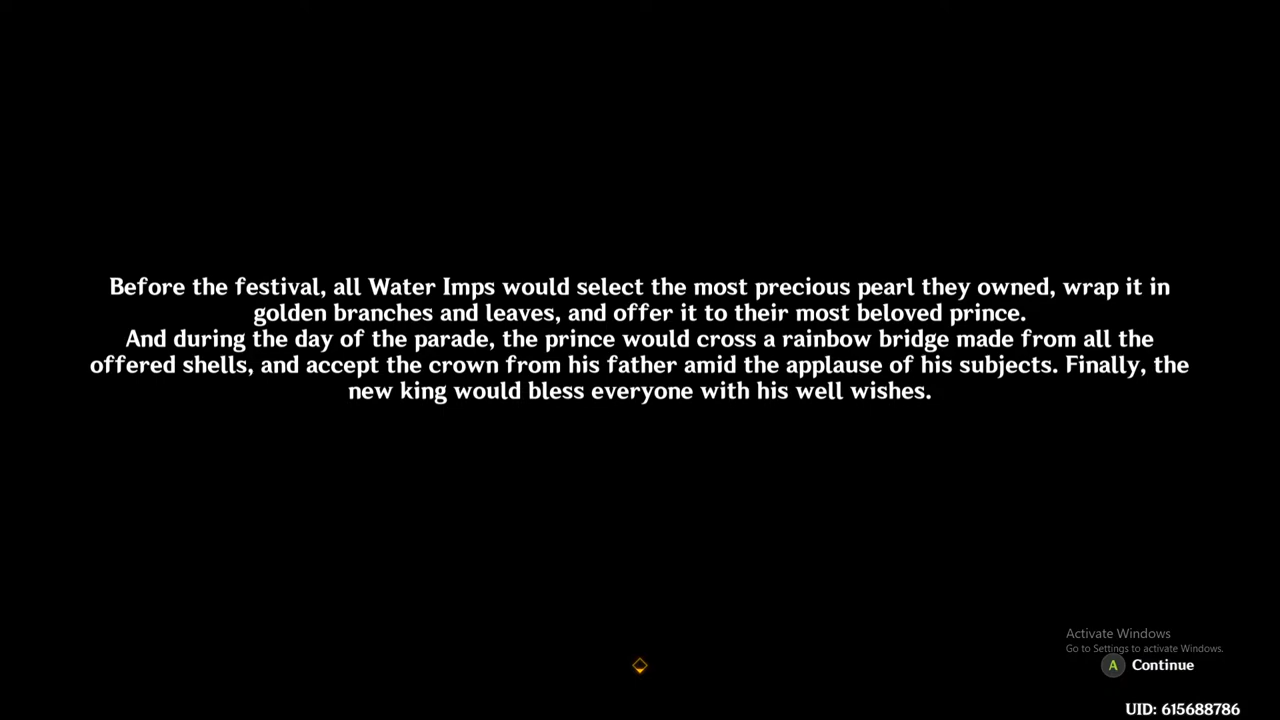 Before the festival, all Water Imps would select the most precious pearl they owned, wrap it in
golden branches and leaves, and offer it to their most beloved prince.
And during the day of the parade, the prince would cross a rainbow bridge made from all the
offered shells, and accept the crown from his father amid the applause of his subjects. Finally, the
new king would bless everyone with his well wishes.
Activate Windows
Go to Settings to activate Windows.
A Continue
UID: 615688786